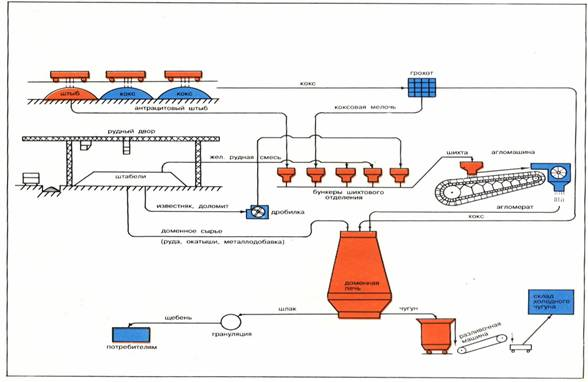 штыб
кокс
кокс
кокс
грохот
антрацитовый штыб
коксовая мелочь
рудный двор
штабели
жел. рудная смесь
бункеры шихтового
отделения
шихта
агломашина
известняк, доломит
дробилка
агломерат
кокс
доменное сырье
(руда, окатыши, металлодобавка)
доменная
печь
шлак
чугун
щебень
грануляция
потребителям
разливочная
машина
склад
холодного
чугуна